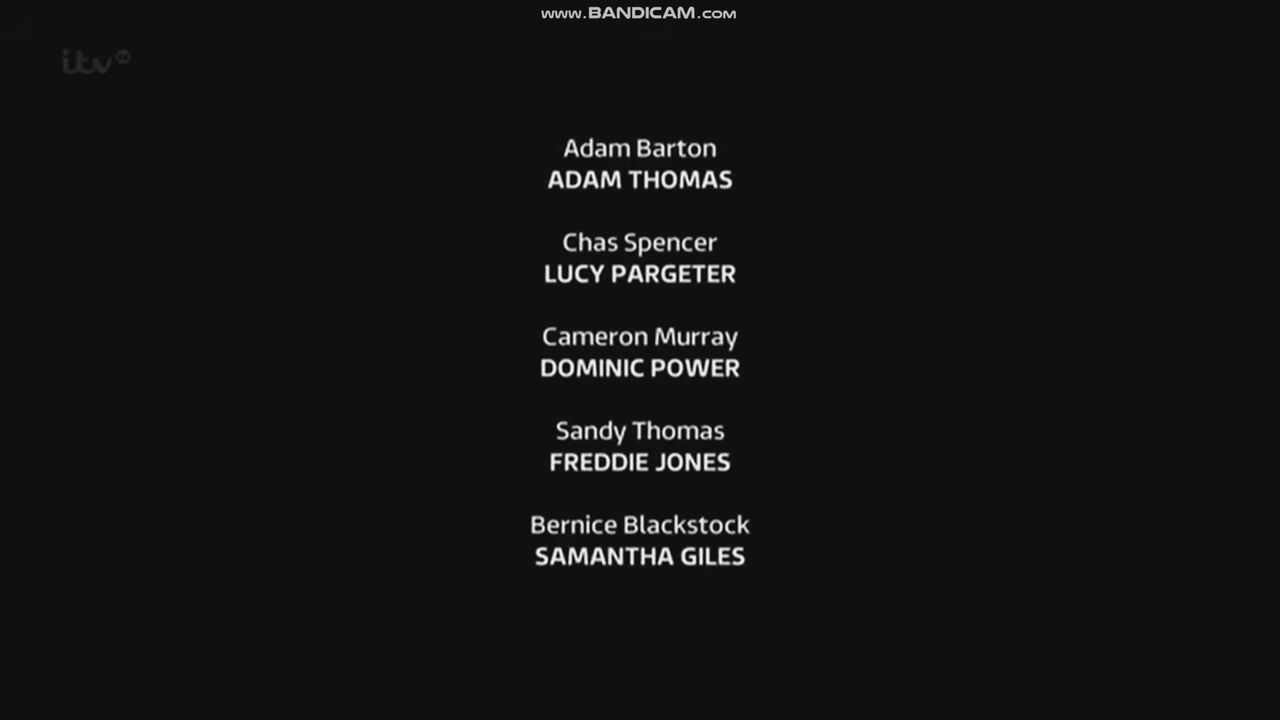 www.BANDICAM.com
itv
Adam Barton
ADAM THOMAS
Chas Spencer
LUCY PARGETER
Cameron Murray
DOMINIC POWER
Sandy Thomas
FREDDIE JONES
Bernice Blackstock
SAMANTHA GILES